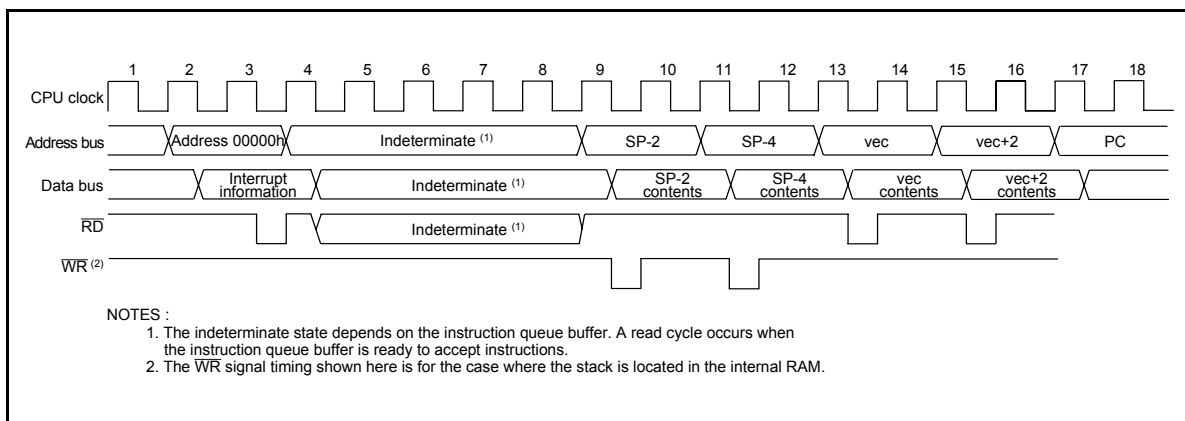 1 2 3 4 5 6 7 8 9 10 11 12 13 14 15 16 17 18
CPU clock
Address bus Address 00000h Indeterminate (1) SP-2 SP-4 vec vec+2 PC
Data bus Interrupt information Indeterminate (1) SP-2 contents SP-4 contents vec contents vec+2 contents
RD Indeterminate (1)
WR (2)
NOTES :
1. The indeterminate state depends on the instruction queue buffer. A read cycle occurs when
the instruction queue buffer is ready to accept instructions.
2. The WR signal timing shown here is for the case where the stack is located in the internal RAM.